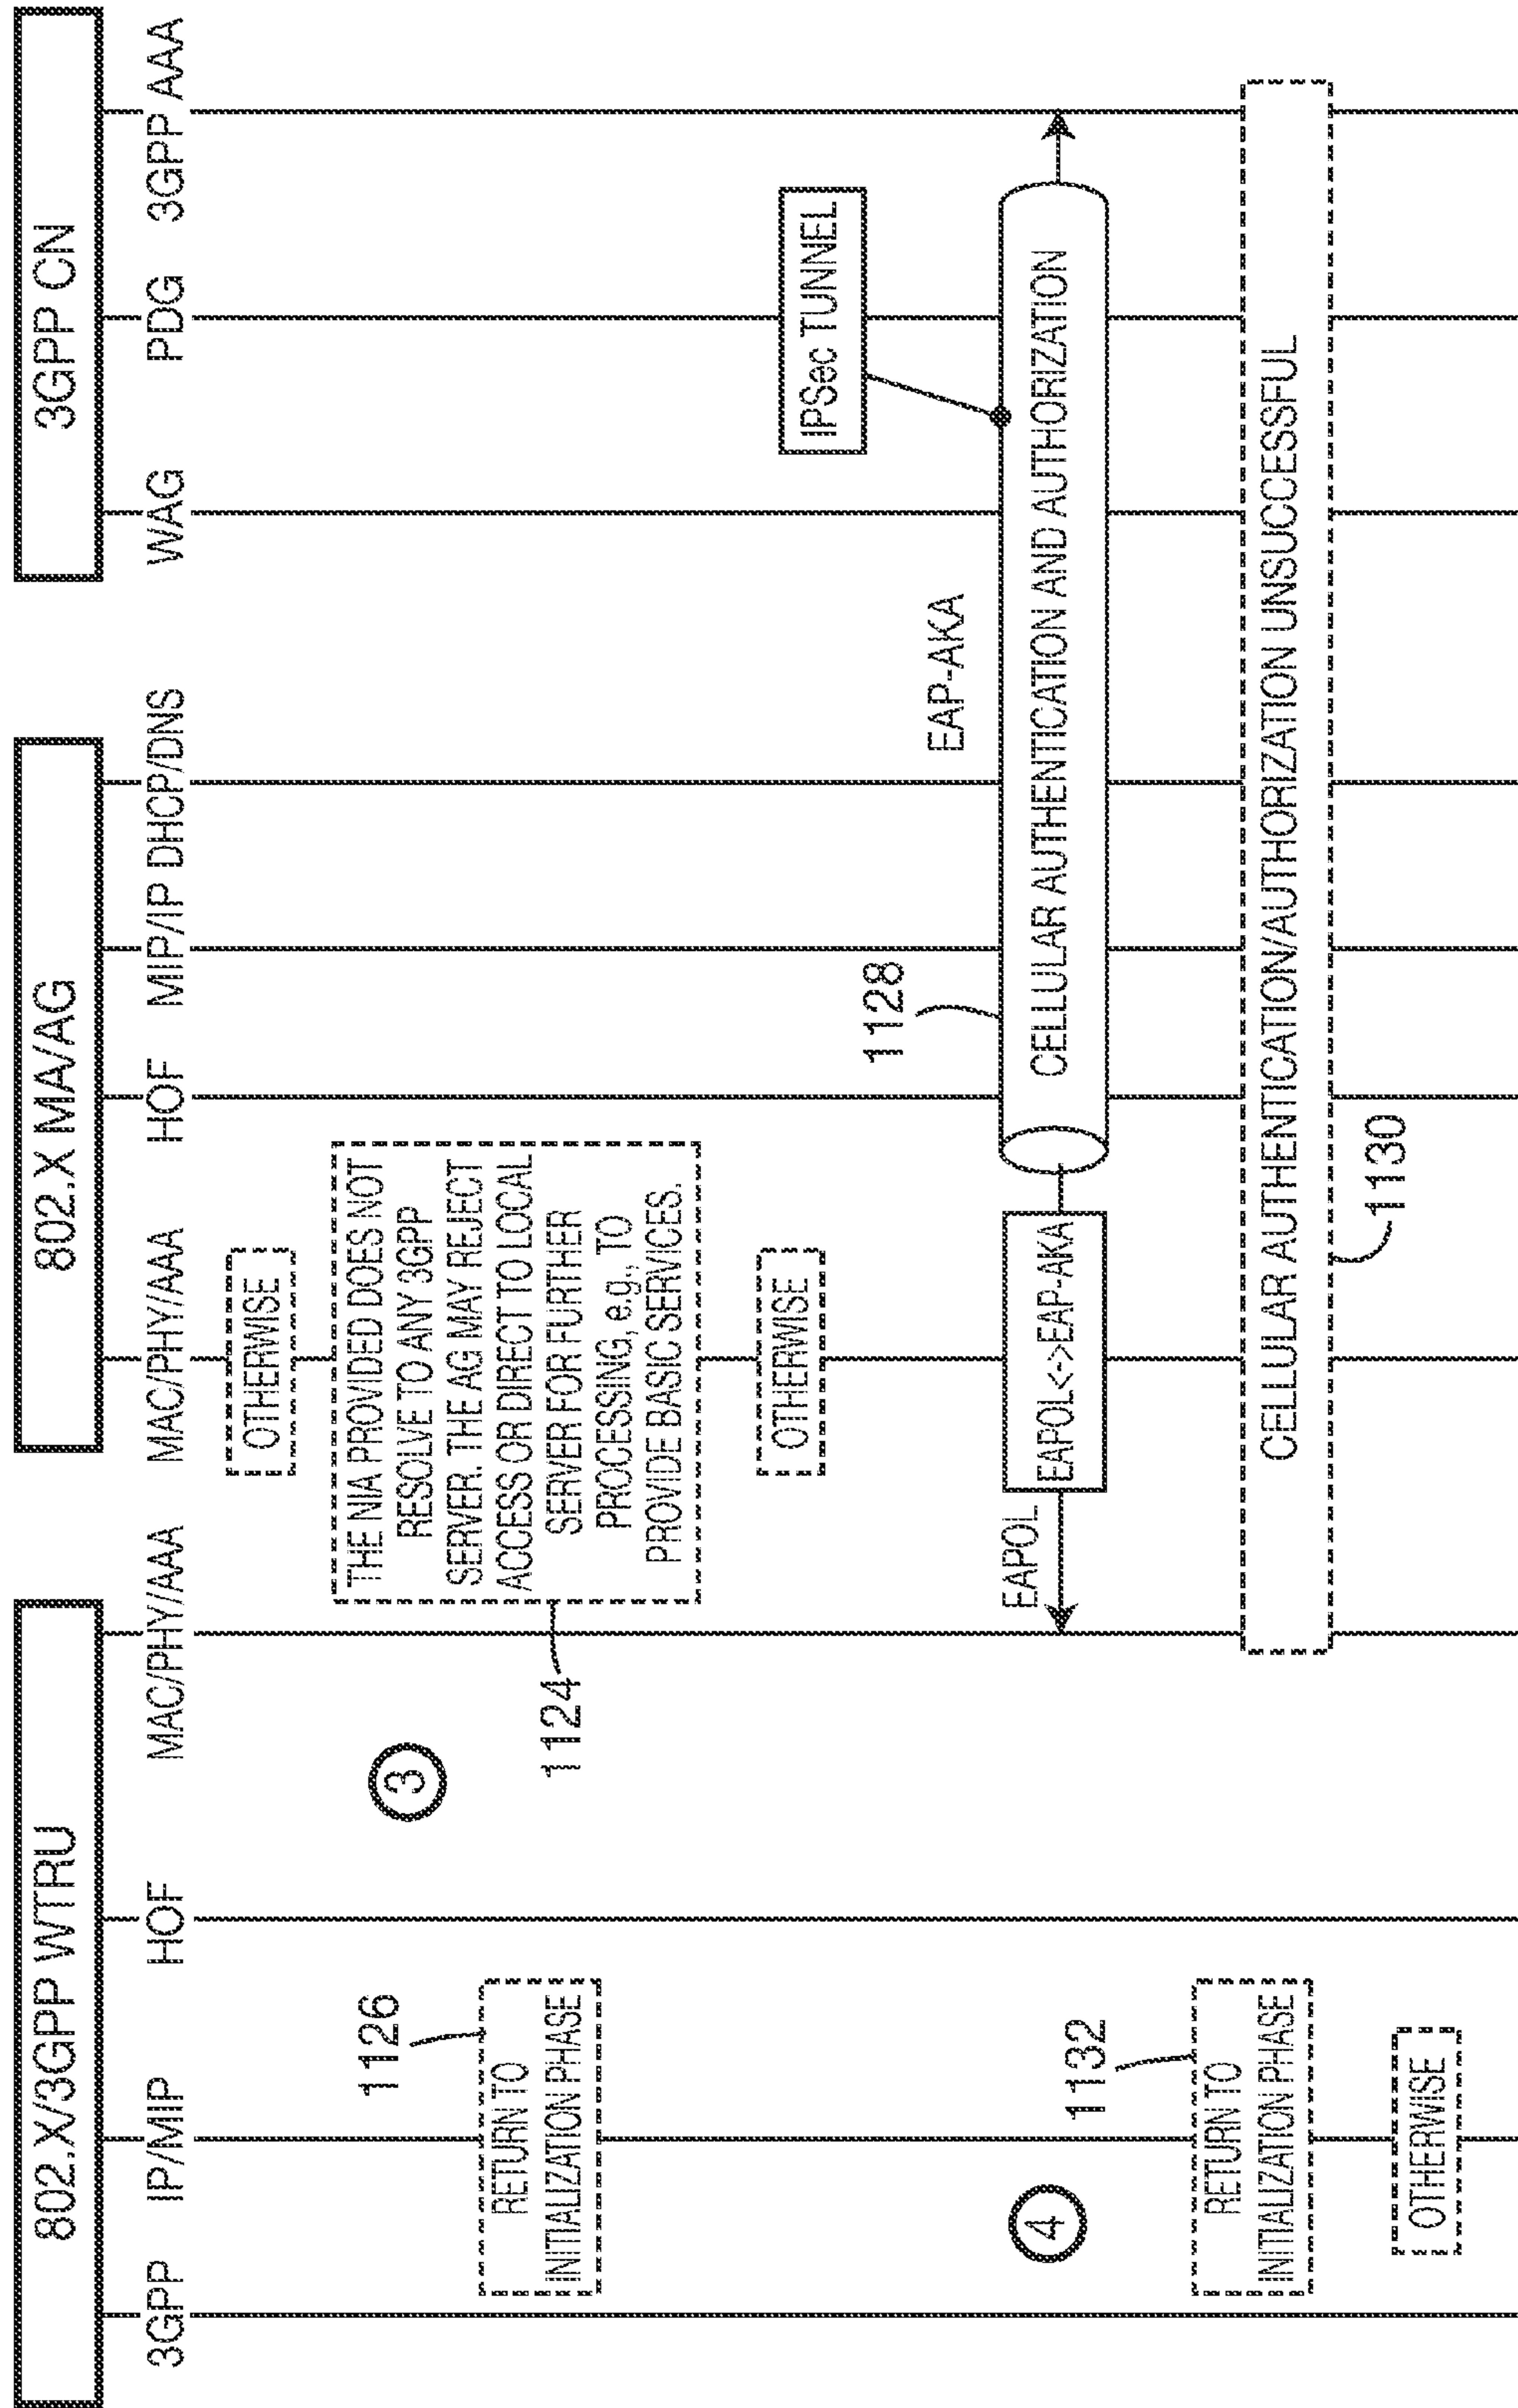 802.X/3GPP WTRU
802.X MA/AG
3GPP CN
3GPP
IP/MIP
HOF
MAC/PHY/AAA
MAC/PHY/AAA
HOF
MIP/IP DHCP/DNS
WAG
PDG
3GPP AAA
OTHERWISE
3
1126
RETURN TO
INITIALIZATION PHASE
THE NIA PROVIDED DOES NOT
RESOLVE TO ANY 3GPP
SERVER. THE AG MAY REJECT
ACCESS OR DIRECT TO LOCAL
SERVER FOR FURTHER
PROCESSING, e.g., TO
PROVIDE BASIC SERVICES.
1124
OTHERWISE
IPSec TUNNEL
1128
EAP-AKA
4
EAPOL
EAPOL<->EAP-AKA
CELLULAR AUTHENTICATION AND AUTHORIZATION
1132
RETURN TO
INITIALIZATION PHASE
CELLULAR AUTHENTICATION/AUTHORIZATION UNSUCCESSFUL
1130
OTHERWISE